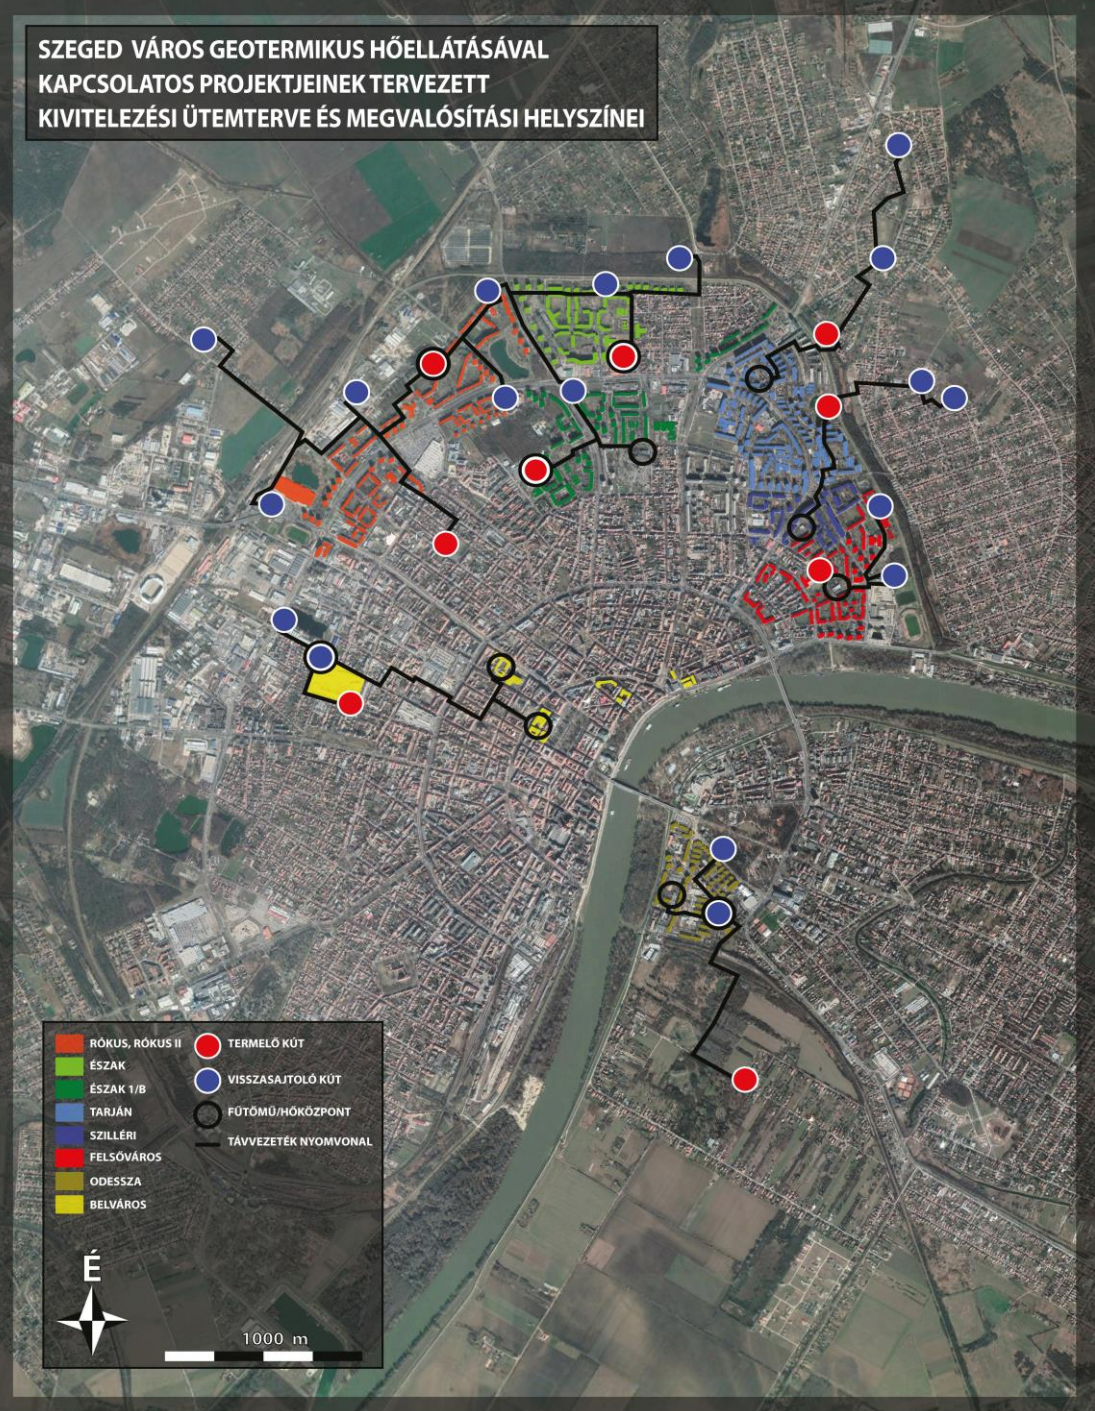 SZEGED VÁROS GEOTERMIKUS HŐELLÁTÁSÁVAL
KAPCSOLATOS PROJEKTJEINEK TERVEZETT
KIVITELEZÉSI ÜTEMTERVE ÉS MEGVALÓSÍTÁSI HELYSZÍNEI
RÓKUS, RÓKUS II
ÉSZAK
ÉSZAK 1/B
TARJÁN
SZILLÉRI
FELSŐVÁROS
ODESSZA
BELVÁROS
TERMELŐ KÚT
VISSZASAJTOLÓ KÚT
FŰTŐMŰ/HŐKÖZPONT
TÁVVEZETÉK NYOMVONAL
É
1000 m